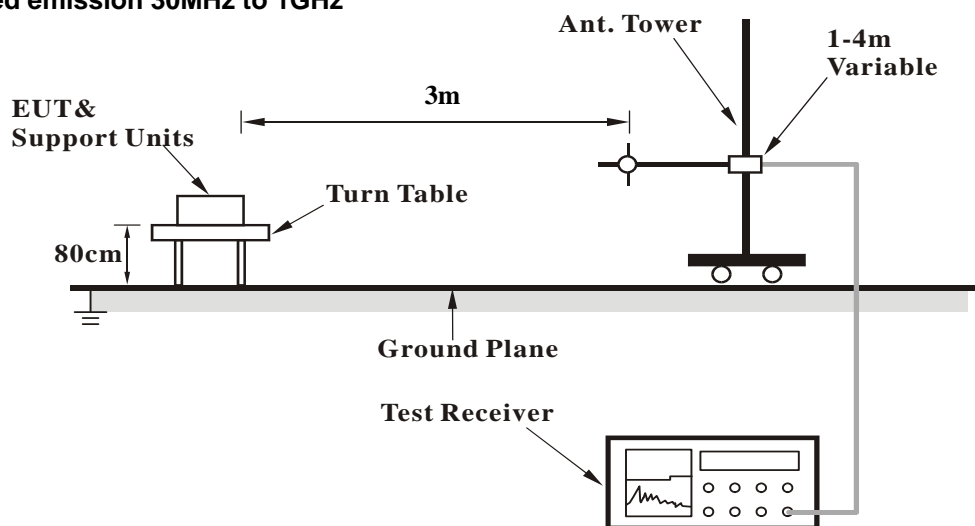 emission 30MHz to 1GHz
Ant. Tower
1-4m
Variable
3m
EUT&
Support Units
Turn Table
80cm
Ground Plane
Test Receiver